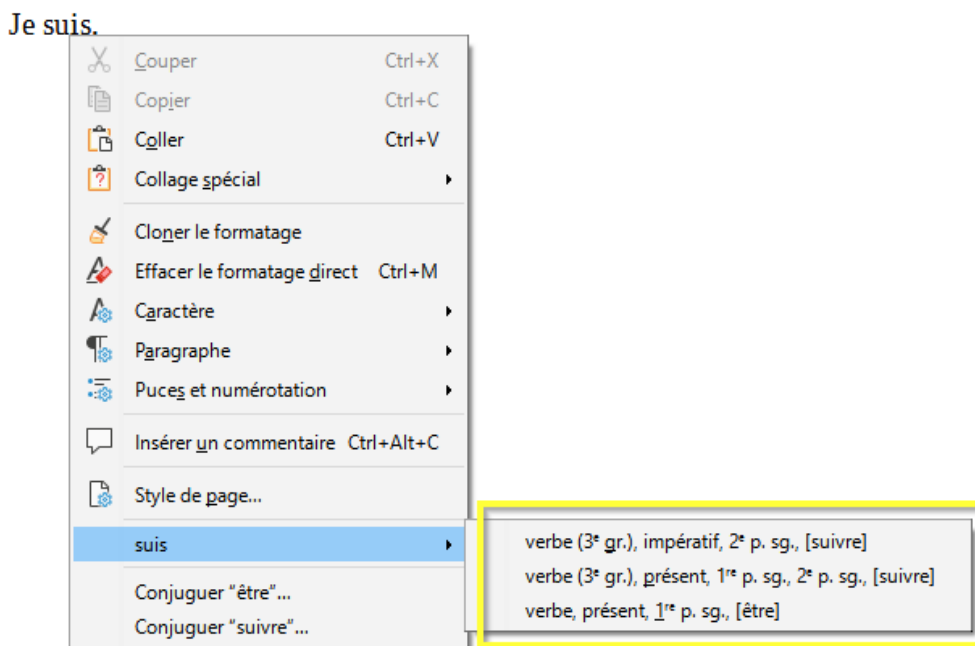 Je suis.
Couper Ctrl+X
Copier Ctrl+C
Coller Ctrl+V
Collage spécial
Cloner le formatage
Effacer le formatage direct Ctrl+M
Caractère
Paragraphe
Puces et numérotation
Insérer un commentaire Ctrl+Alt+C
Style de page...
suis
verbe (3ᵉ gr.), impératif, 2ᵉ p. sg., [suivre]
verbe (3ᵉ gr.), présent, 1ʳᵉ p. sg., 2ᵉ p. sg., [suivre]
verbe, présent, 1ʳᵉ p. sg., [être]
Conjuguer “être”...
Conjuguer “suivre”...